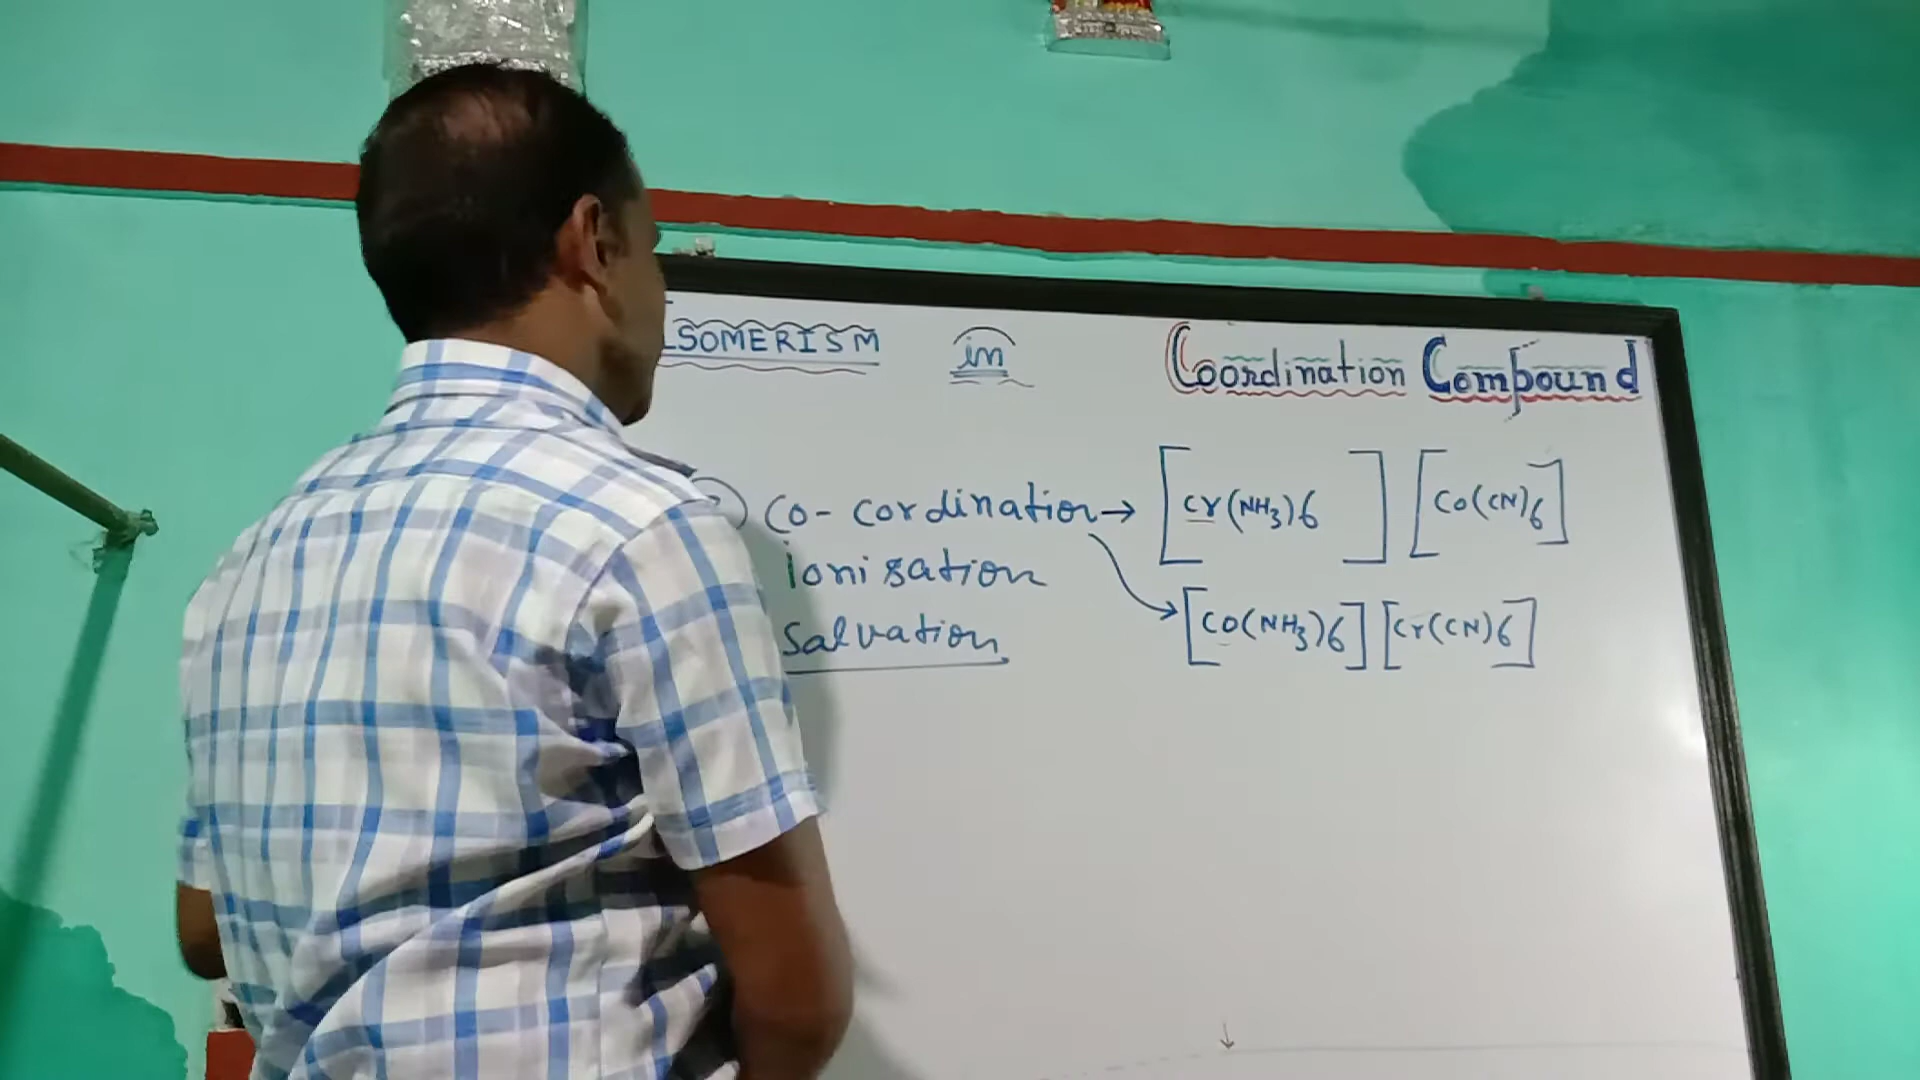 ISOMERISM in Coordination Compound
Co-cordination → [Cr(NH3)6 ] [Co(CN)6]
ionisation
[CO(NH3)6] [Cr(CN)6]
Salvation